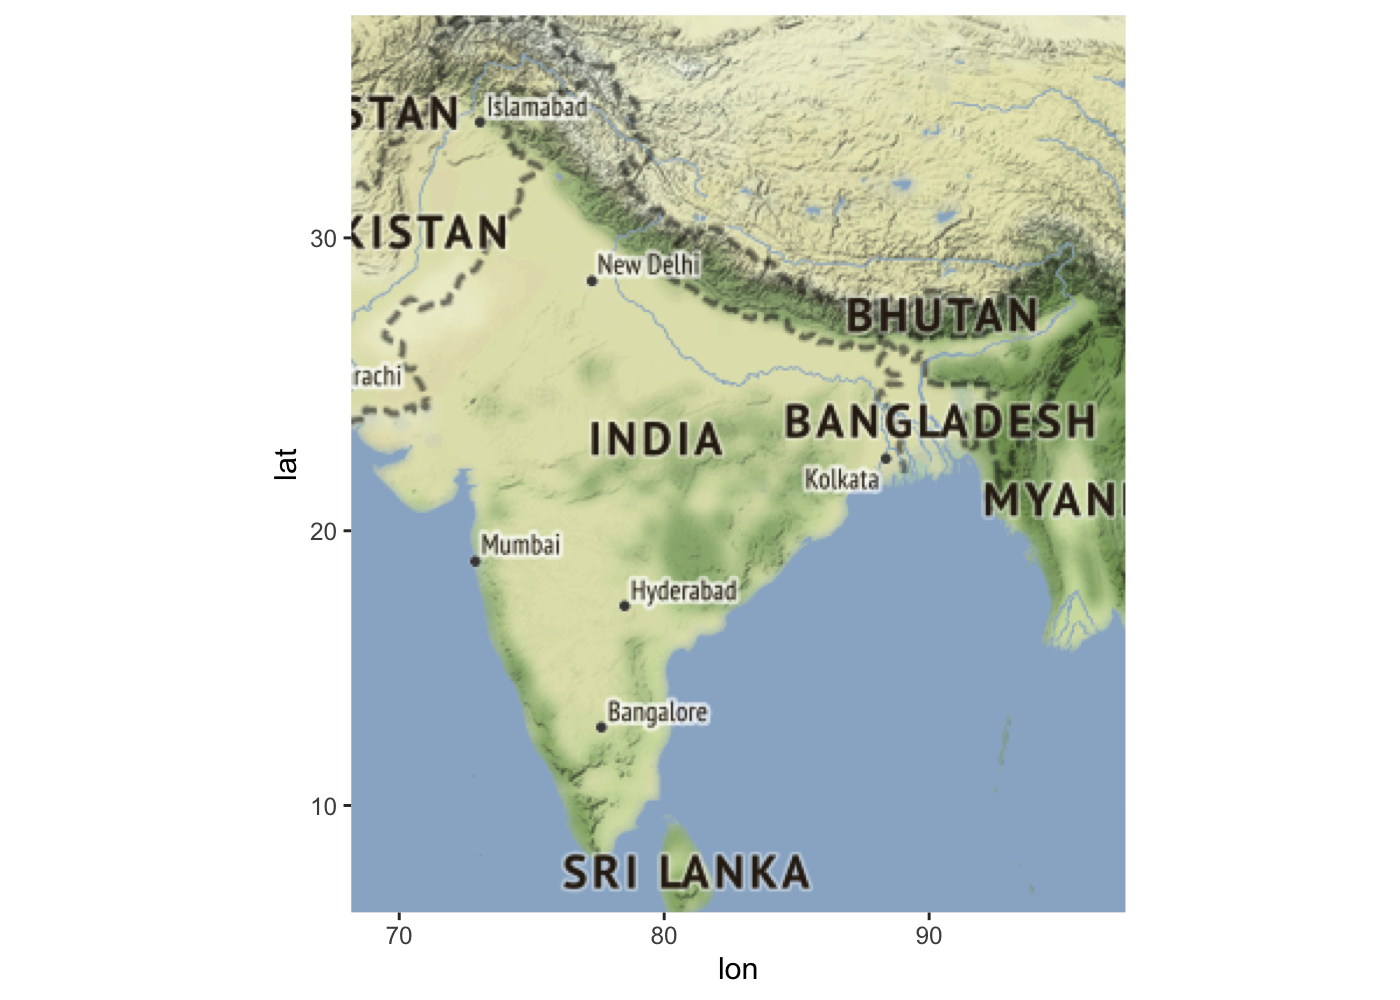 Islamabad
STAN
KISTAN
30
New Delhi
BHUTAN
rachi
BANGLADESH
INDIA
lat
Kolkata
MYAN
20
Mumbai
Hyderabad
Bangalore
10
SRI LANKA
70 80 90
lon